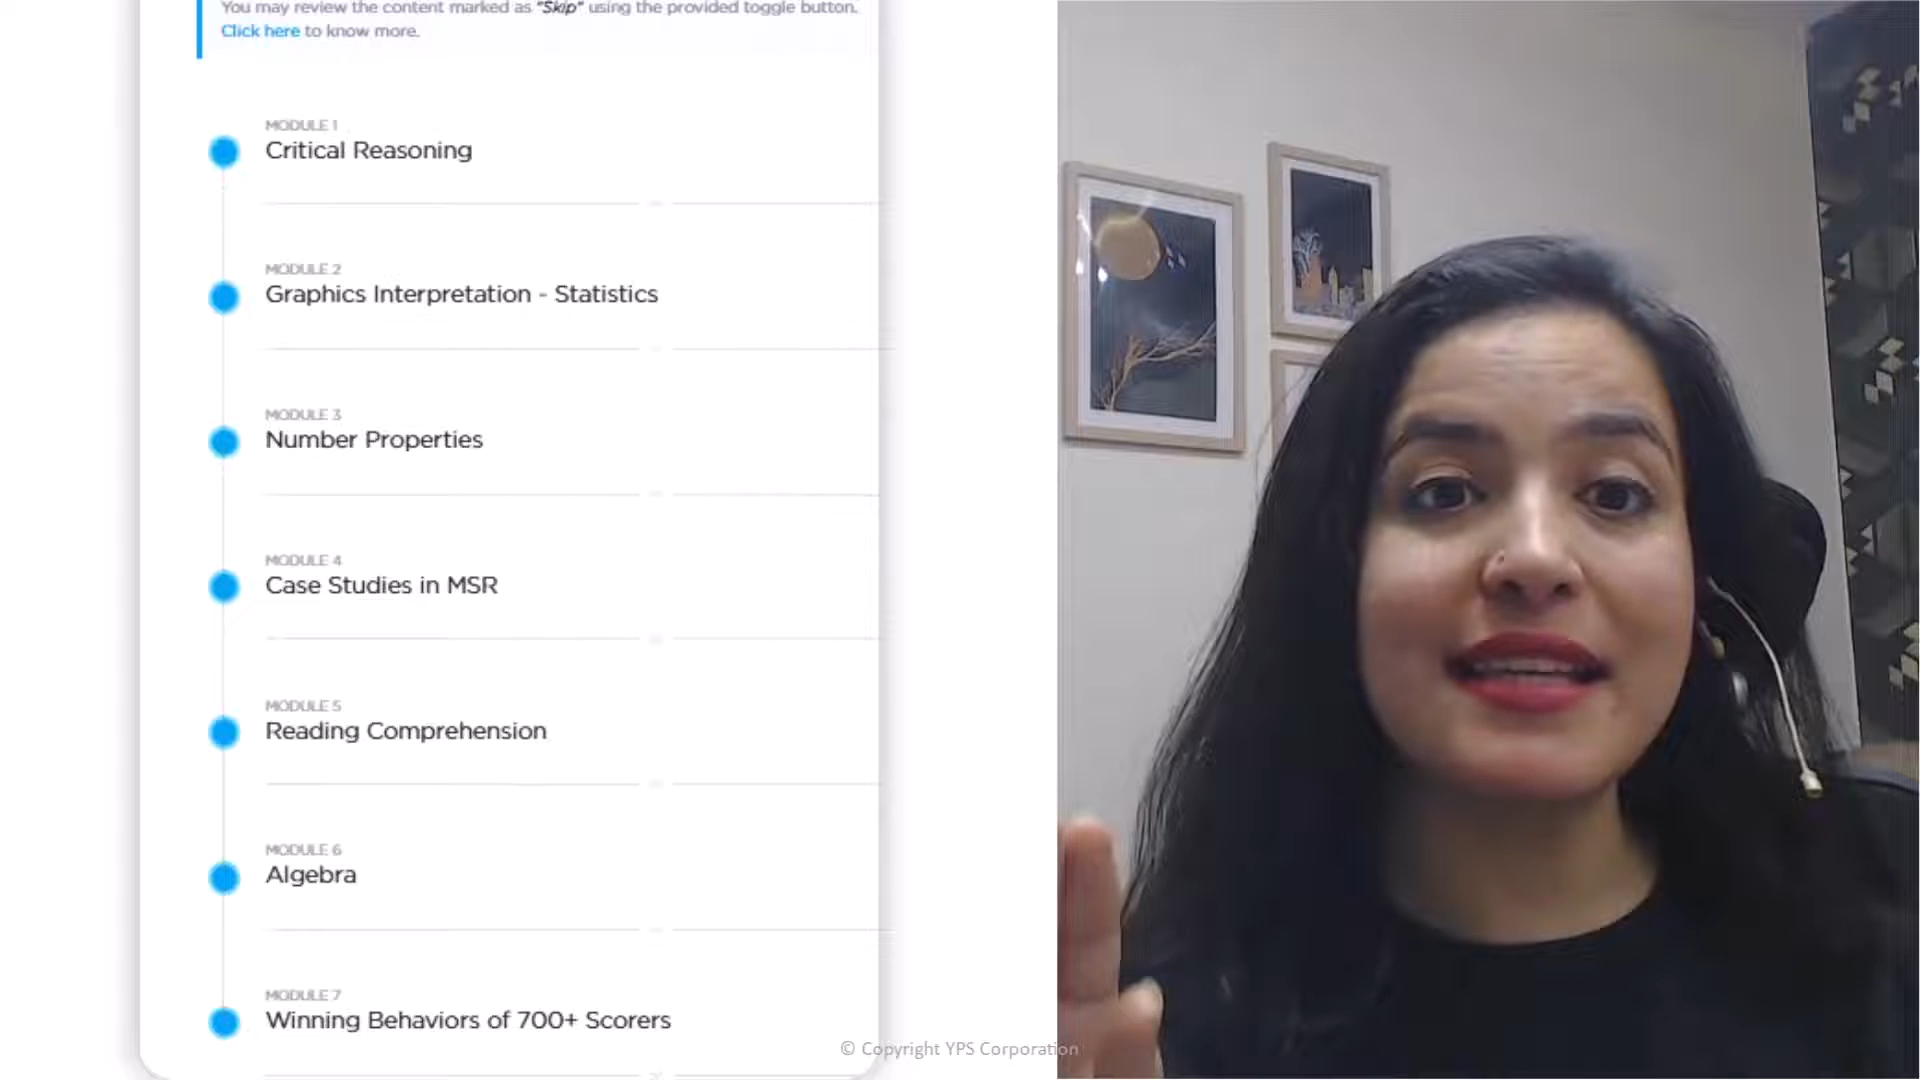 You may review the content marked as "Skip" using the provided toggle button.
Click here to know more.
MODULE 1
Critical Reasoning
MODULE 2
Graphics Interpretation - Statistics
MODULE 3
Number Properties
MODULE 4
Case Studies in MSR
MODULE 5
Reading Comprehension
MODULE 6
Algebra
MODULE 7
Winning Behaviors of 700+ Scorers
© Copyright YPS Corporation